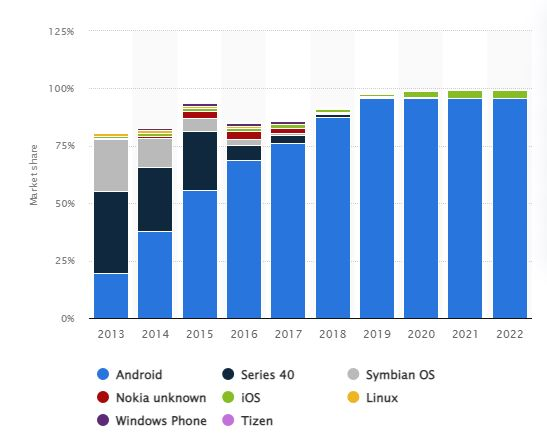 125%
100%
75%
50%
25%
0%
Market share
2013 2014 2015 2016 2017 2018 2019 2020 2021 2022
Android Series 40 Symbian OS
Nokia unknown iOS Linux
Windows Phone Tizen